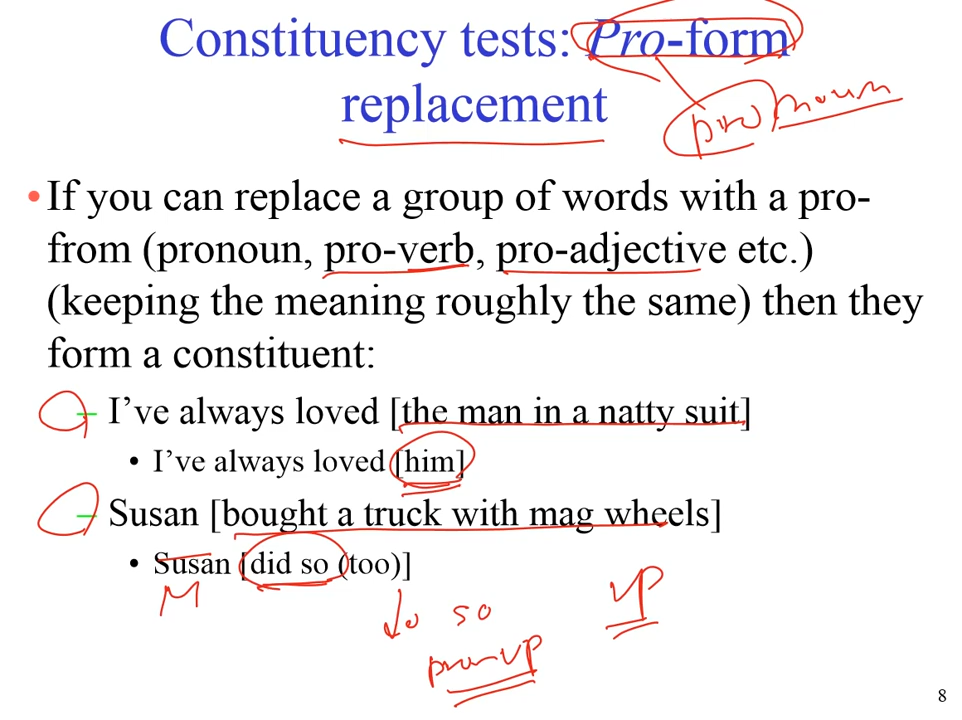 Constituency tests: Pro-form
replacement
pro noun
•If you can replace a group of words with a pro-
from (pronoun, pro-verb, pro-adjective etc.)
(keeping the meaning roughly the same) then they
form a constituent:
– I’ve always loved [the man in a natty suit]
• I’ve always loved [him]
– Susan [bought a truck with mag wheels]
• Susan [did so (too)]
M
so
VP
pro-VP
8